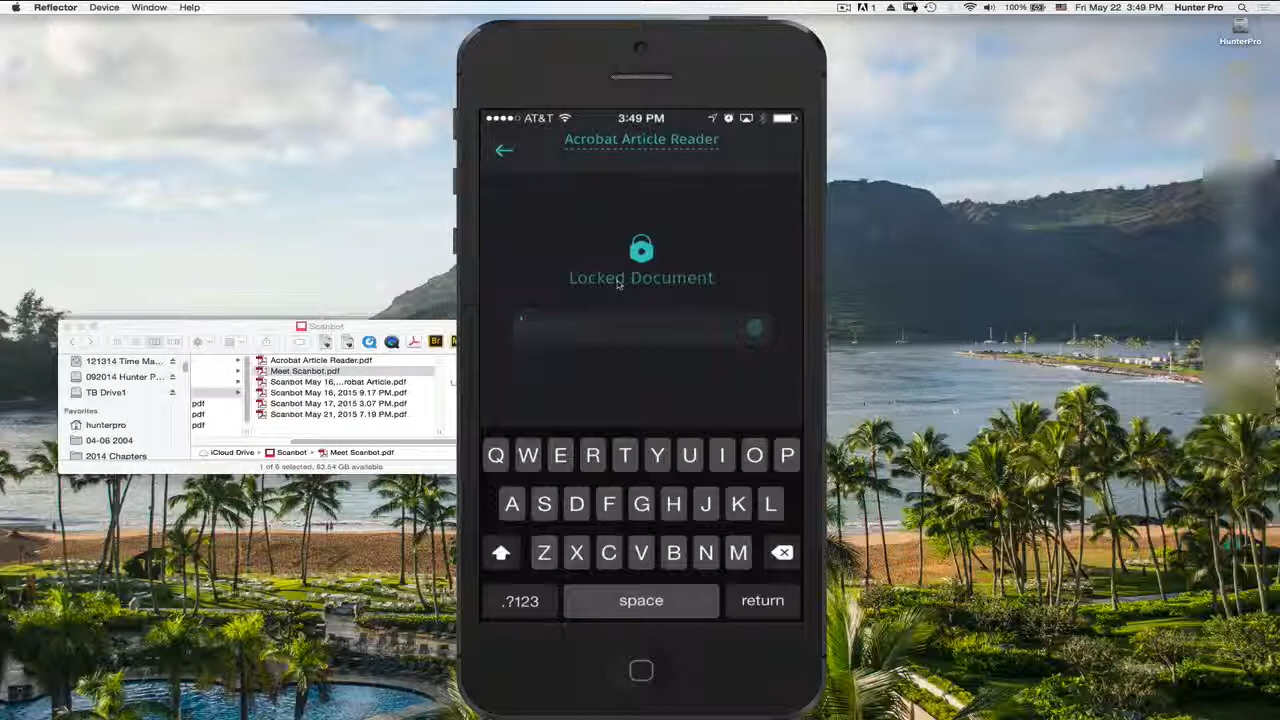 Reflector Device Window Help
1 100% Fri May 22 3:49 PM Hunter Pro
HunterPro
AT&T 3:49 PM
Acrobat Article Reader
Locked Document
Q W E R T Y U I O P
A S D F G H J K L
Z X C V B N M
.?123 space return
Scanbot
121314 Time Ma...
092014 Hunter P...
TB Drive1
Favorites
hunterpro
04-06 2004
2014 Chapters
pdf
pdf
pdf
Acrobat Article Reader.pdf
Meet Scanbot.pdf
Scanbot May 16,...robat Article.pdf
Scanbot May 16, 2015 9.17 PM.pdf
Scanbot May 17, 2015 3.07 PM.pdf
Scanbot May 21, 2015 7.19 PM.pdf
iCloud Drive Scanbot Meet Scanbot.pdf
1 of 6 selected, 93.54 GB available